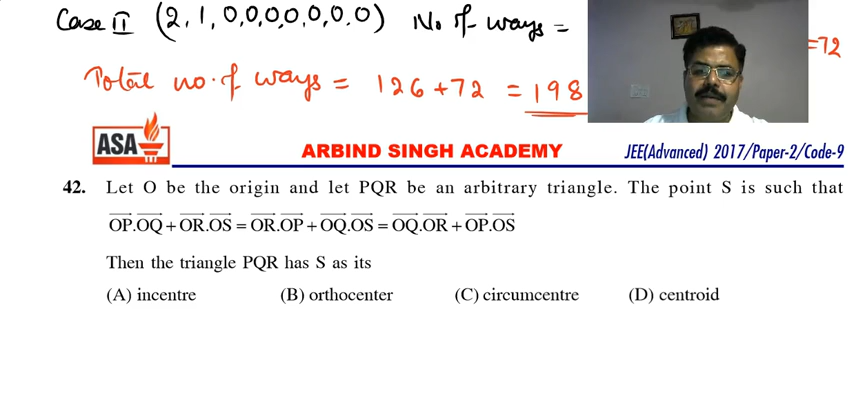 Case II (2, 1, 0, 0, 0, 0, 0, 0, 0) No. of ways =
=72
Total no. of ways = 126 + 72 = 198
ASA
ARBIND SINGH ACADEMY
JEE(Advanced) 2017/Paper-2/Code-9
42. Let O be the origin and let PQR be an arbitrary triangle. The point S is such that
OP.OQ + OR.OS = OR.OP + OQ.OS = OQ.OR + OP.OS
Then the triangle PQR has S as its
(A) incentre (B) orthocenter (C) circumcentre (D) centroid